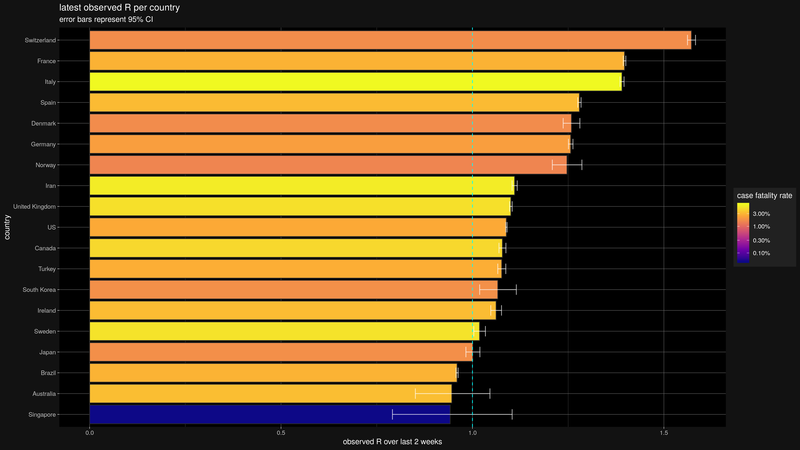 latest observed R per country
error bars represent 95% CI
Switzerland
France
Italy
Spain
Denmark
Germany
Norway
Iran
United Kingdom
US
Canada
Turkey
South Korea
Ireland
Sweden
Japan
Brazil
Australia
Singapore
country
0.0
0.5
1.0
1.5
observed R over last 2 weeks
case fatality rate
3.00%
1.00%
0.30%
0.10%